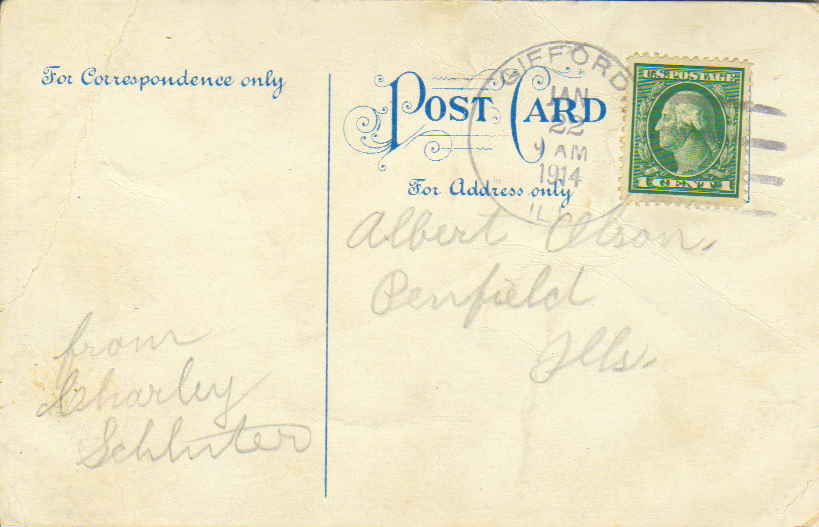 For Correspondence only
POST CARD
For Address only
GIFFORD
JAN
22
9 AM
1914
ILL
U.S. POSTAGE
1 CENT 1
Albert Olson,
Penfield
Ills.
from
Charley
Schluter